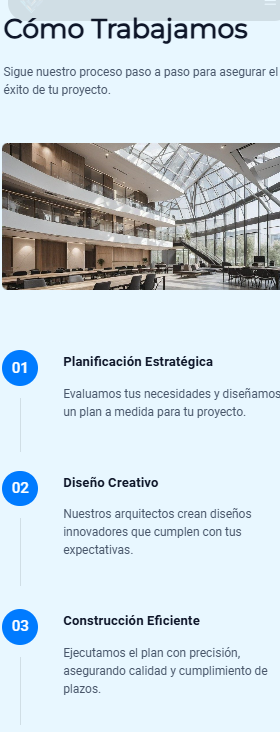 Cómo Trabajamos
Sigue nuestro proceso paso a paso para asegurar el
éxito de tu proyecto.
01
Planificación Estratégica
Evaluamos tus necesidades y diseñamos
un plan a medida para tu proyecto.
02
Diseño Creativo
Nuestros arquitectos crean diseños
innovadores que cumplen con tus
expectativas.
03
Construcción Eficiente
Ejecutamos el plan con precisión,
asegurando calidad y cumplimiento de
plazos.